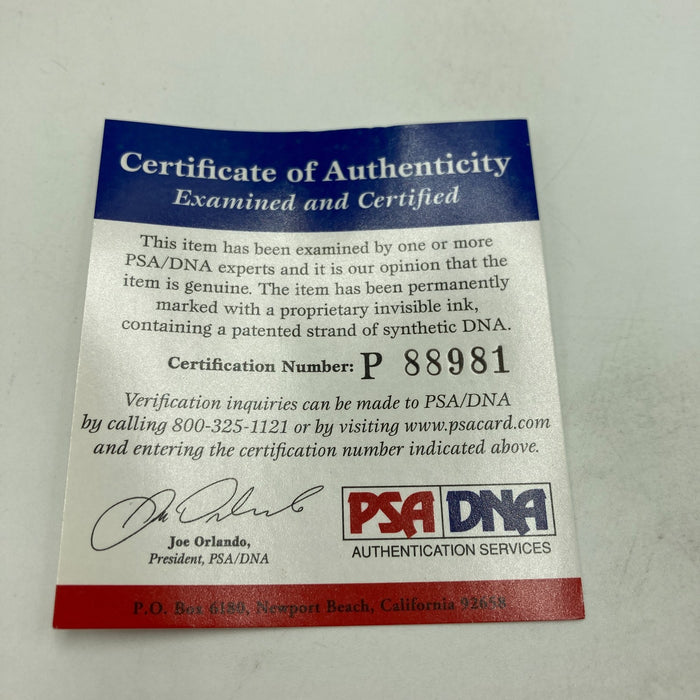 Certificate of Authenticity
Examined and Certified
This item has been examined by one or more
PSA/DNA experts and it is our opinion that the
item is genuine. The item has been permanently
marked with a proprietary invisible ink,
containing a patented strand of synthetic DNA.
Certification Number: P 88981
Verification inquiries can be made to PSA/DNA
by calling 800-325-1121 or by visiting www.psacard.com
and entering the certification number indicated above.
Joe Orlando,
President, PSA/DNA
PSA DNA
AUTHENTICATION SERVICES
P.O. Box 6180, Newport Beach, California 92658